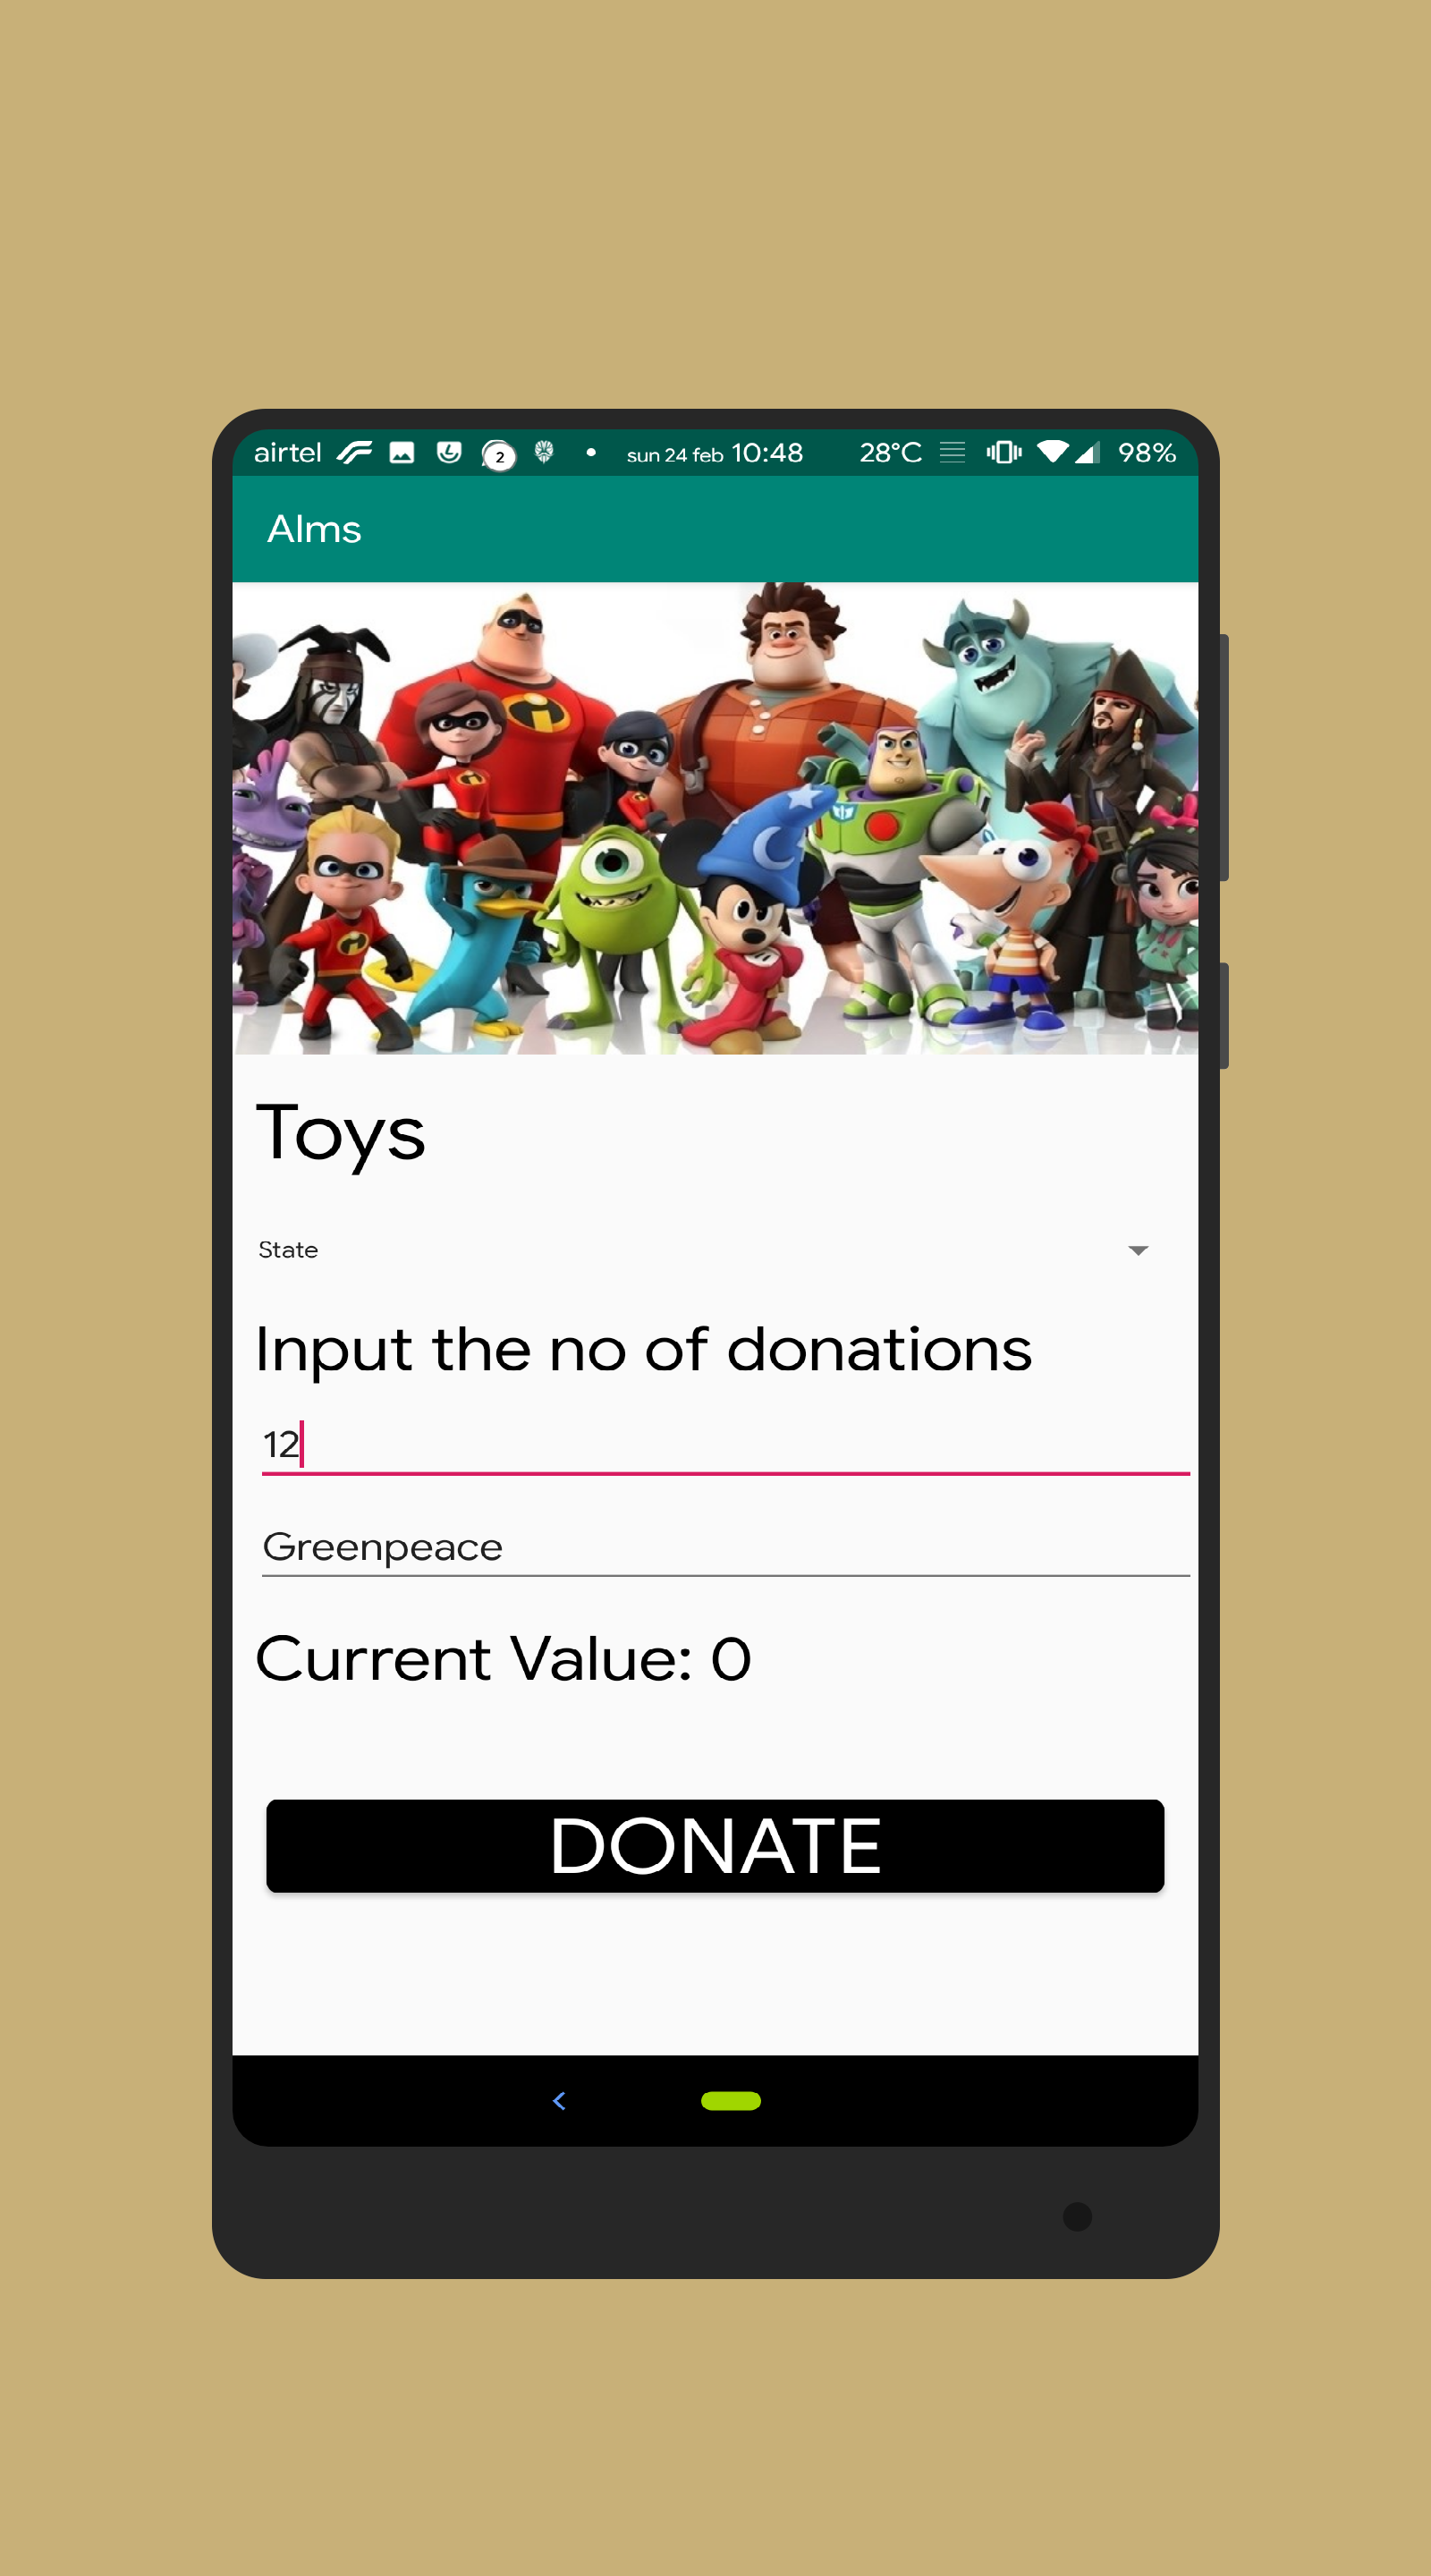 airtel 2 sun 24 feb 10:48 28°C 98%
Alms
Toys
State
Input the no of donations
12
Greenpeace
Current Value: 0
DONATE